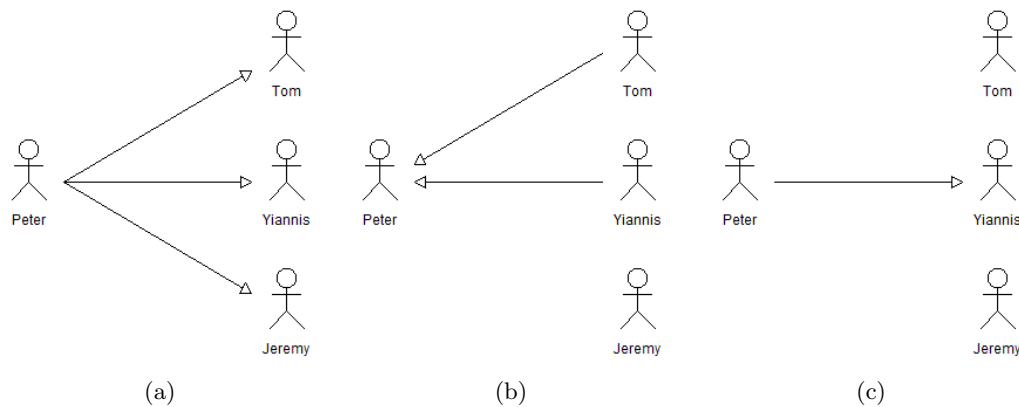 Tom Tom Tom
Peter Yiannis Peter Yiannis Peter Yiannis
Jeremy Jeremy Jeremy
(a) (b) (c)